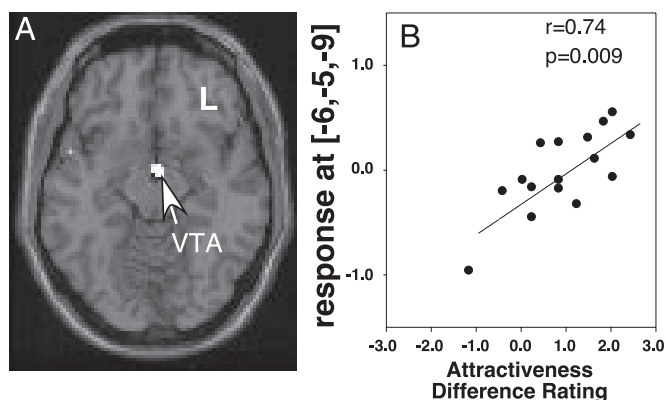 A
L
VTA
B
r=0.74
p=0.009
response at [-6,-5,-9]
1.0
0.0
-1.0
-3.0 -2.0 -1.0 0.0 1.0 2.0 3.0
Attractiveness
Difference Rating